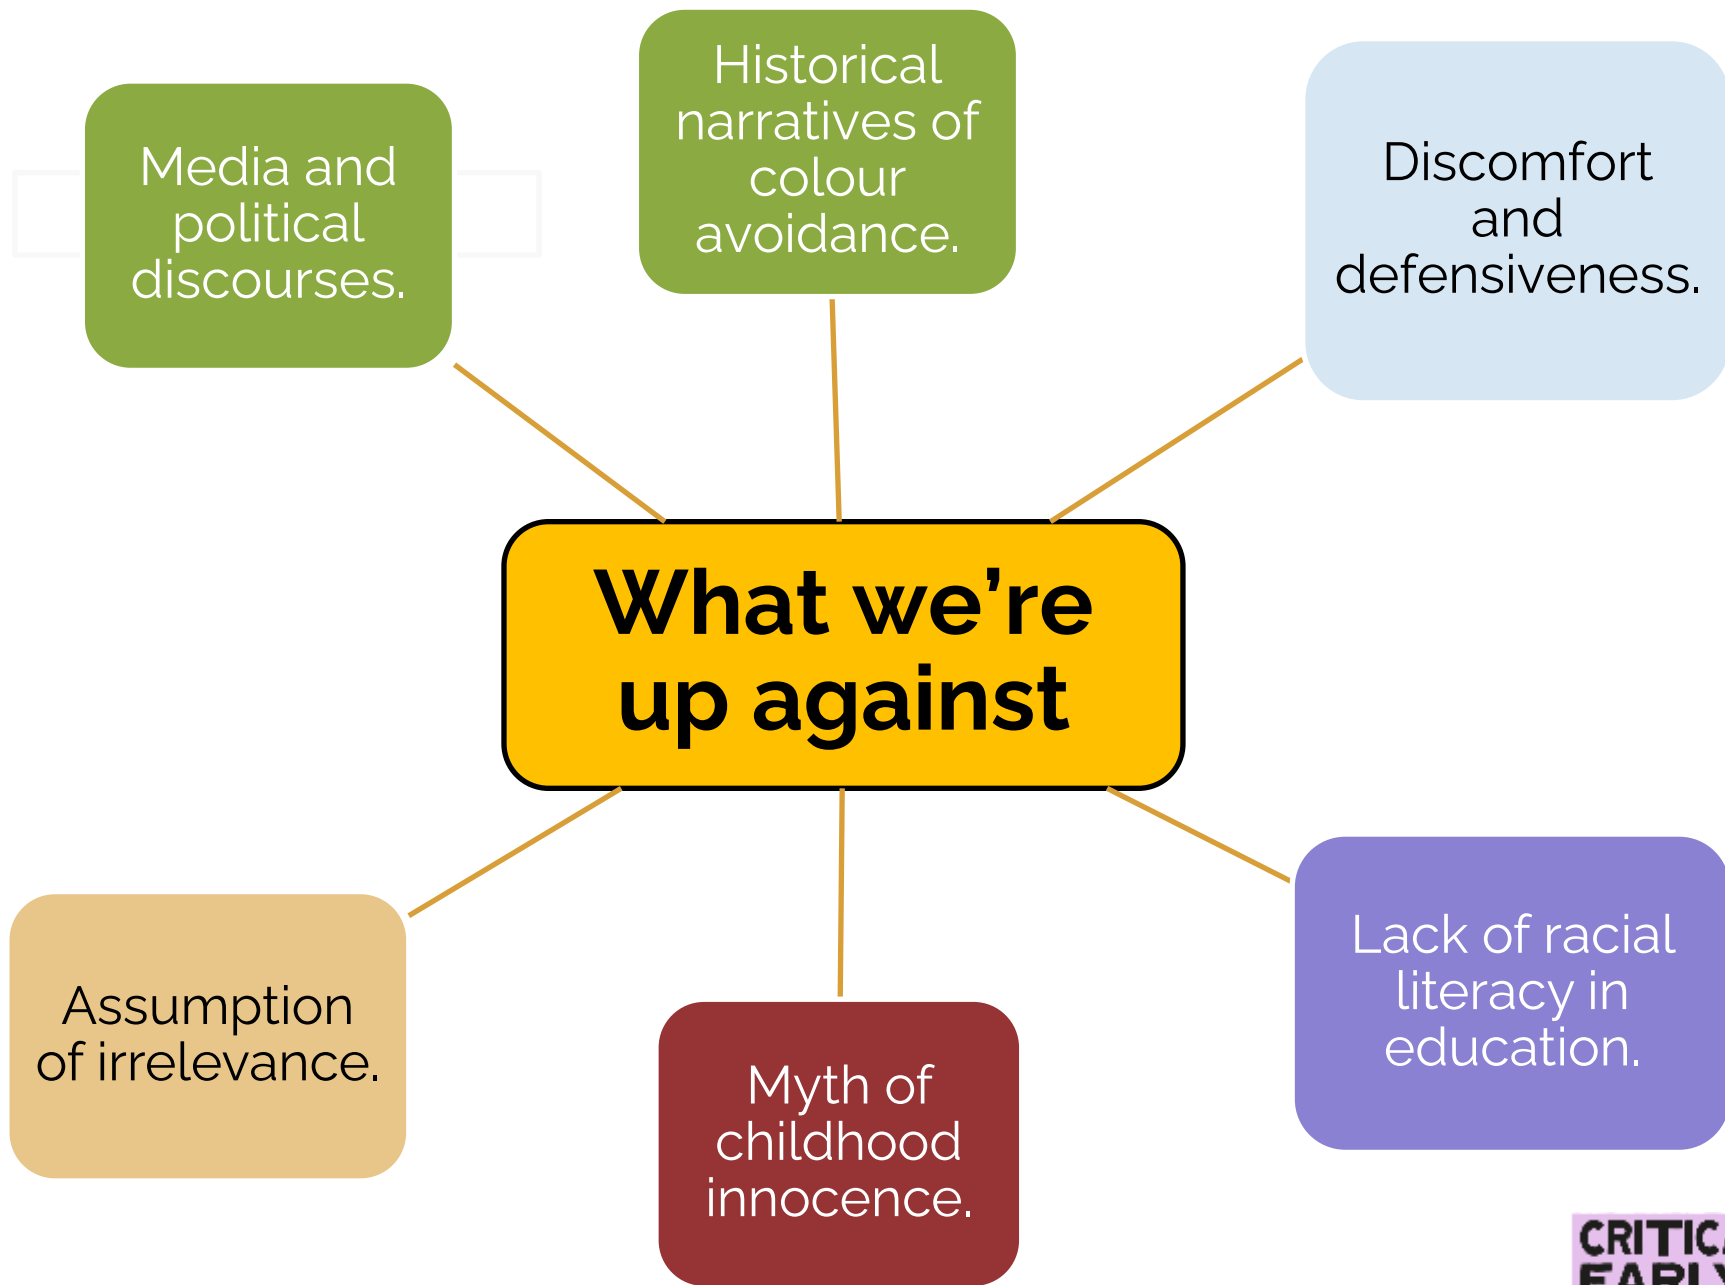 Media and
political
discourses.
Historical
narratives of
colour
avoidance.
Discomfort
and
defensiveness.
What we’re
up against
Assumption
of irrelevance.
Myth of
childhood
innocence.
Lack of racial
literacy in
education.
EARLY